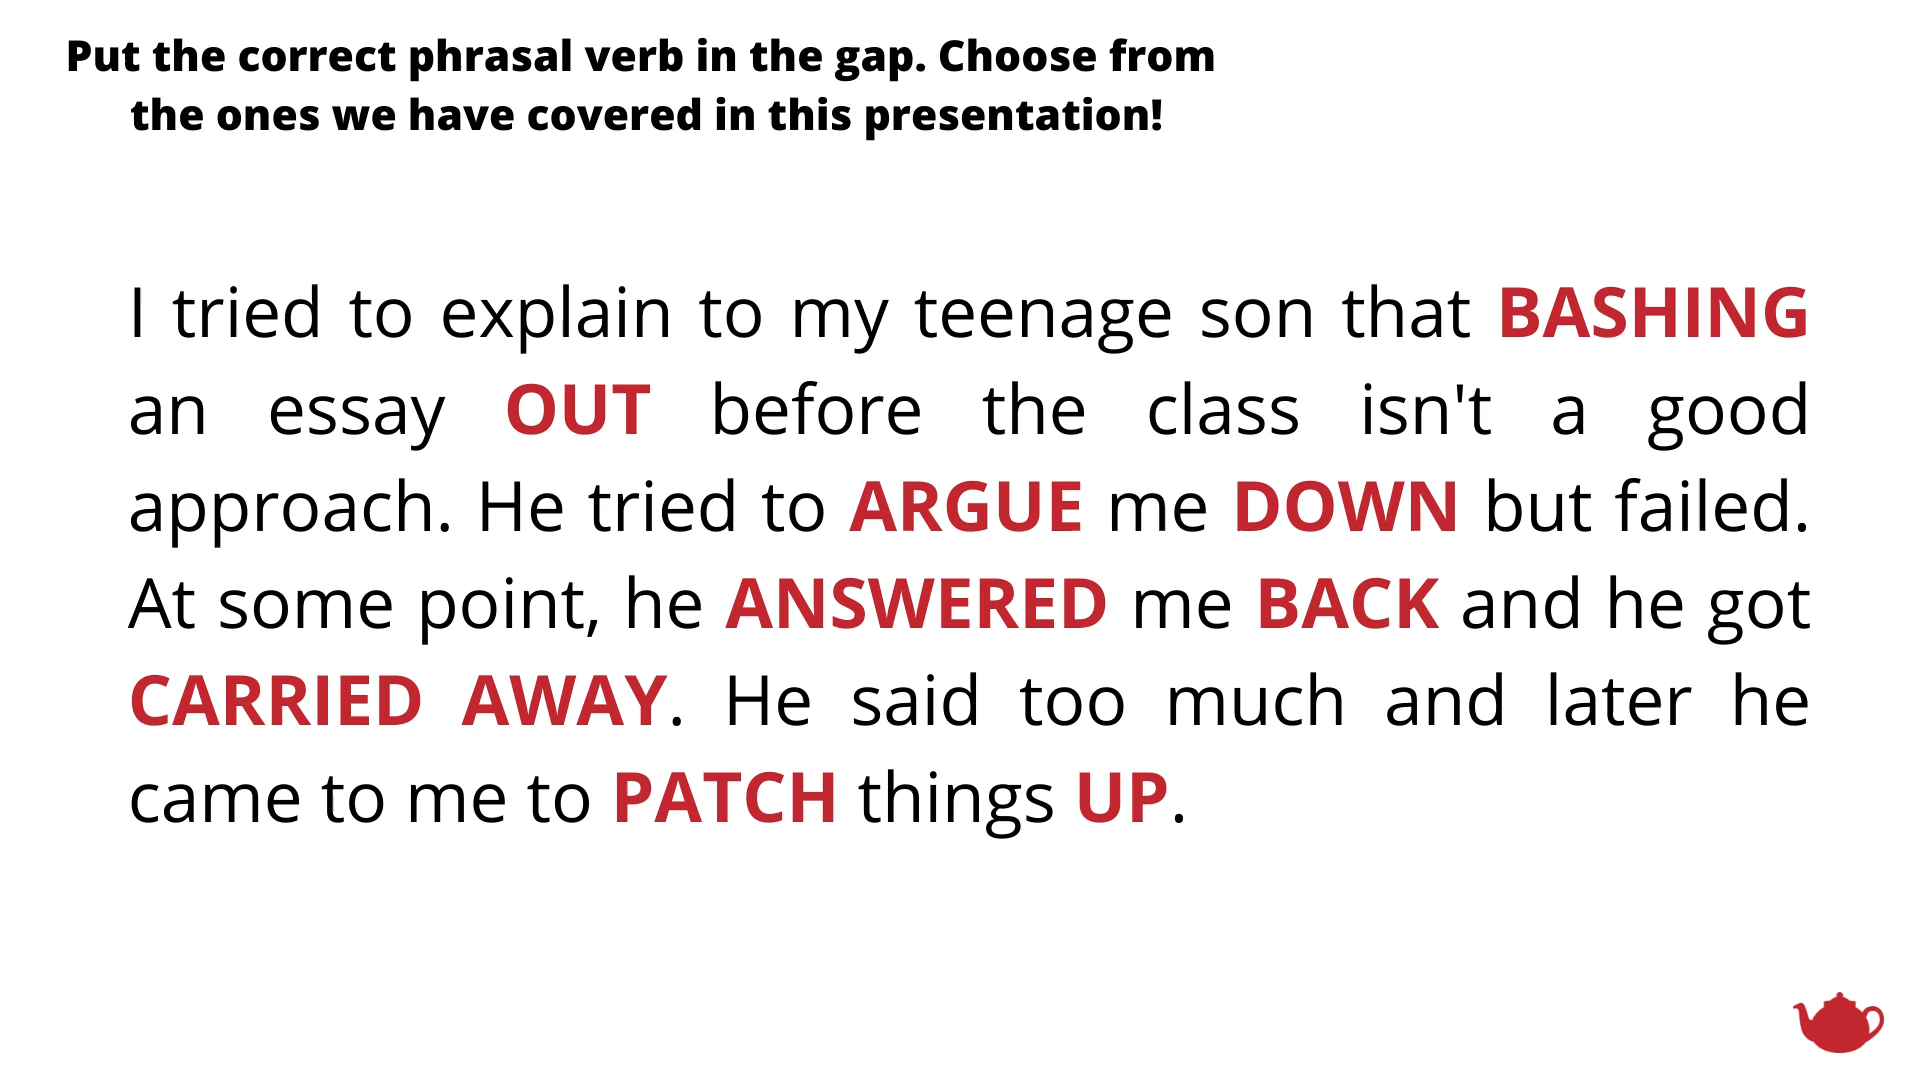 Put the correct phrasal verb in the gap. Choose from
the ones we have covered in this presentation!
I tried to explain to my teenage son that BASHING
an essay OUT before the class isn't a good
approach. He tried to ARGUE me DOWN but failed.
At some point, he ANSWERED me BACK and he got
CARRIED AWAY. He said too much and later he
came to me to PATCH things UP.